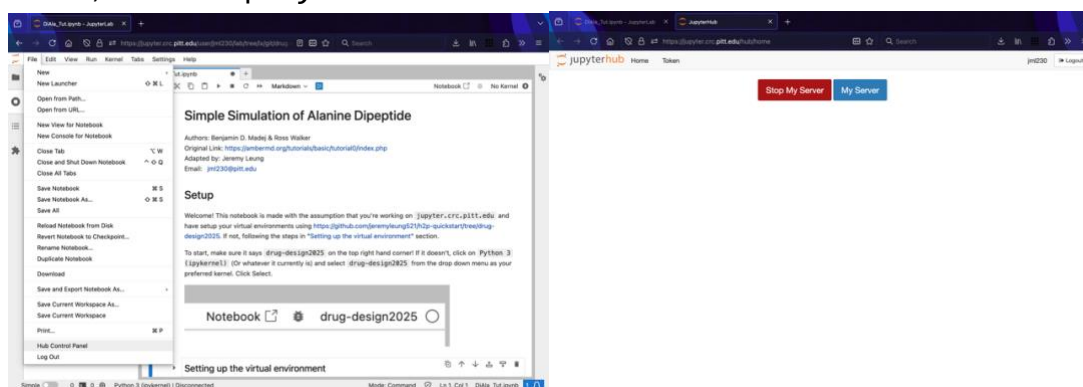 DiAla_Tut.ipynb - JupyterLab
Search
File Edit View Run Kernel Tabs Settings Help
New
New Launcher ⇧ ⌘ L
Open from Path...
Open from URL...
New View for Notebook
New Console for Notebook
Close Tab ⌥ W
Close and Shut Down Notebook ^ ⇧ Q
Close All Tabs
Save Notebook ⌘ S
Save Notebook As... ⇧ ⌘ S
Save All
Reload Notebook from Disk
Revert Notebook to Checkpoint...
Rename Notebook...
Duplicate Notebook
Download
Save and Export Notebook As...
Save Current Workspace As...
Save Current Workspace
Print... ⌘ P
Hub Control Panel
Log Out
Tut.ipynb
Markdown
Notebook
No Kernel
Simple Simulation of Alanine Dipeptide
Authors: Benjamin D. Madej & Ross Walker
Original Link: https://ambermd.org/tutorials/basic/tutorial0/index.php
Adapted by: Jeremy Leung
Email: jml230@pitt.edu
Setup
Welcome! This notebook is made with the assumption that you're working on jupyter.crc.pitt.edu and
have setup your virtual environments using https://github.com/jeremyleung521/h2p-quickstart/tree/drug-
design2025. If not, following the steps in "Setting up the virtual environment" section.
To start, make sure it says drug-design2025 on the top right hand corner! If it doesn't, click on Python 3
(ipykernel) (Or whatever it currently is) and select drug-design2025 from the drop down menu as your
preferred kernel. Click Select.
Notebook drug-design2025
Setting up the virtual environment
Simple 0 0 Python 3 (ipykernel) | Disconnected
Mode: Command Ln 1, Col 1 DiAla_Tut.ipynb 1
DiAla_Tut.ipynb - JupyterLab
JupyterHub
https://jupyter.crc.pitt.edu/hub/home
Search
jupyterhub Home Token
jml230 Logout
Stop My Server My Server